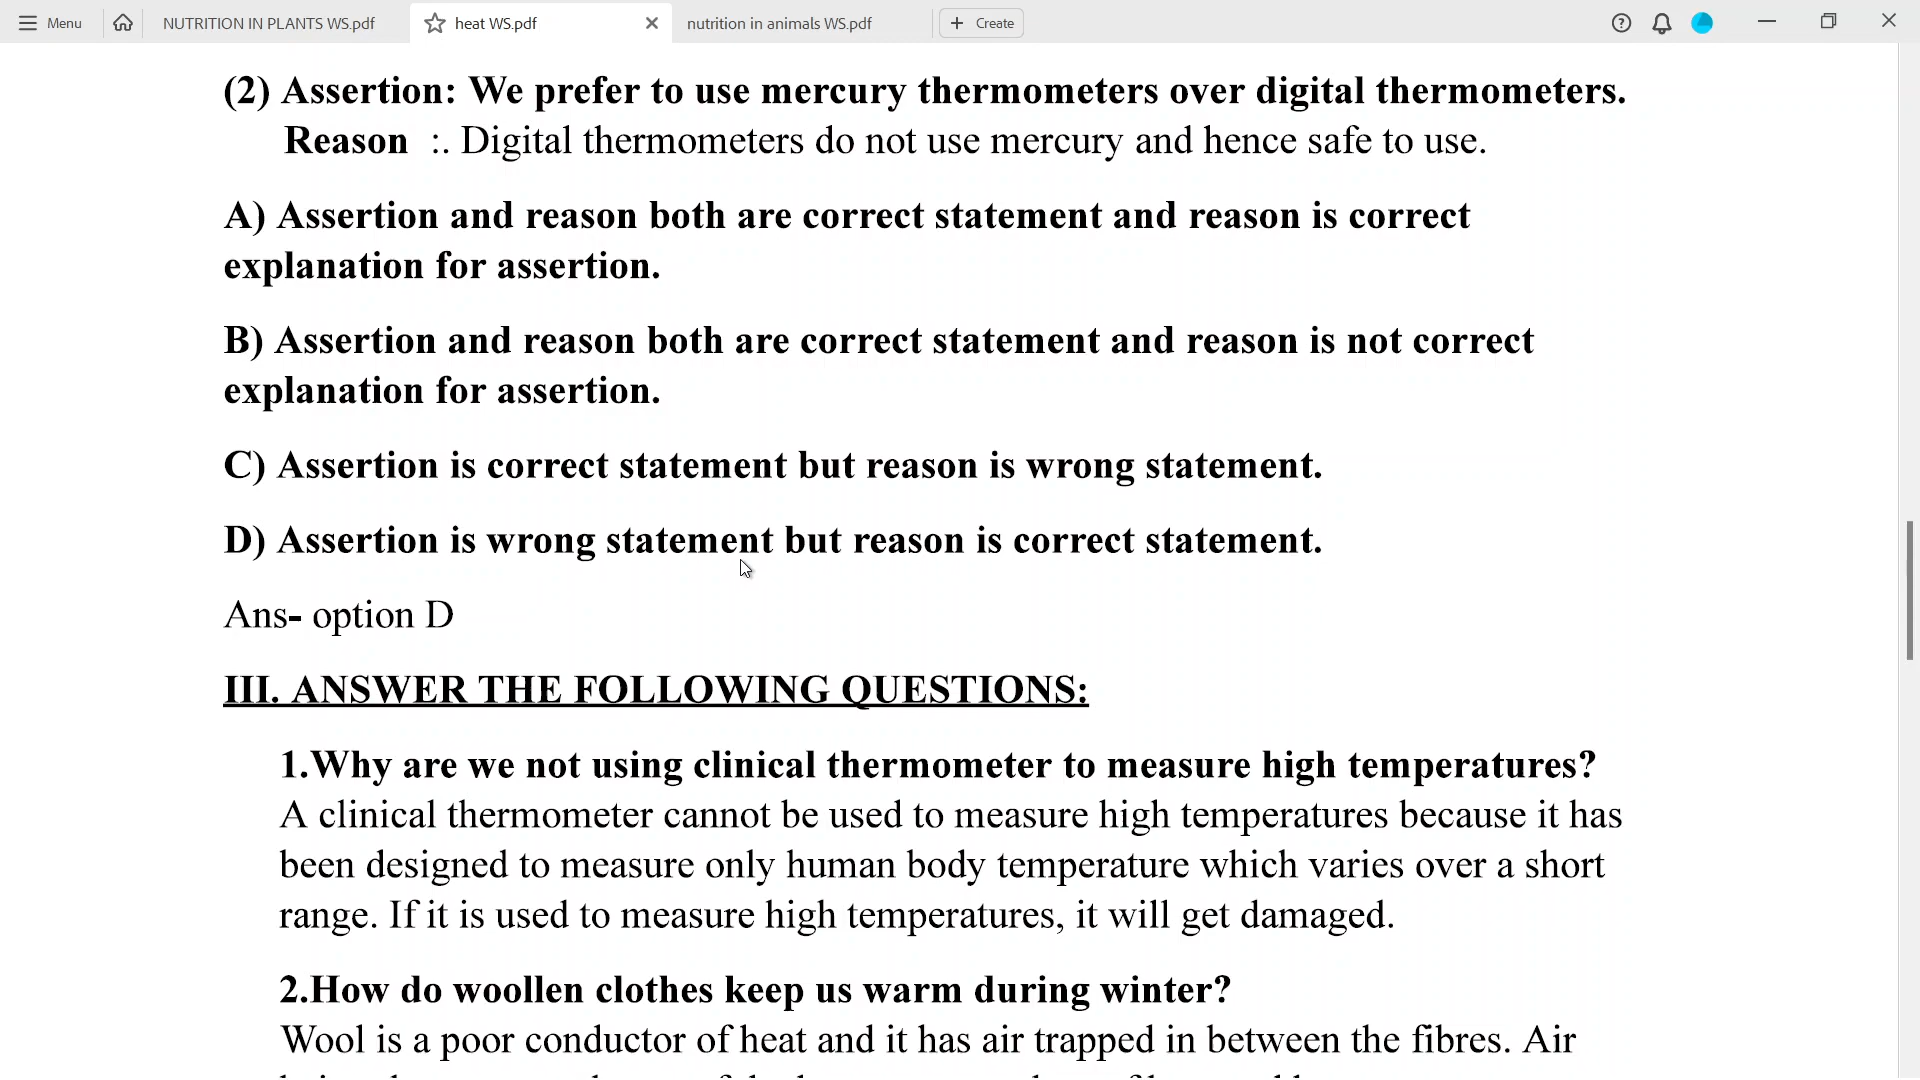 Menu
NUTRITION IN PLANTS WS.pdf
heat WS.pdf
nutrition in animals WS.pdf
+ Create
(2) Assertion: We prefer to use mercury thermometers over digital thermometers.
Reason :. Digital thermometers do not use mercury and hence safe to use.
A) Assertion and reason both are correct statement and reason is correct
explanation for assertion.
B) Assertion and reason both are correct statement and reason is not correct
explanation for assertion.
C) Assertion is correct statement but reason is wrong statement.
D) Assertion is wrong statement but reason is correct statement.
Ans- option D
III. ANSWER THE FOLLOWING QUESTIONS:
1.Why are we not using clinical thermometer to measure high temperatures?
A clinical thermometer cannot be used to measure high temperatures because it has
been designed to measure only human body temperature which varies over a short
range. If it is used to measure high temperatures, it will get damaged.
2.How do woollen clothes keep us warm during winter?
Wool is a poor conductor of heat and it has air trapped in between the fibres. Air